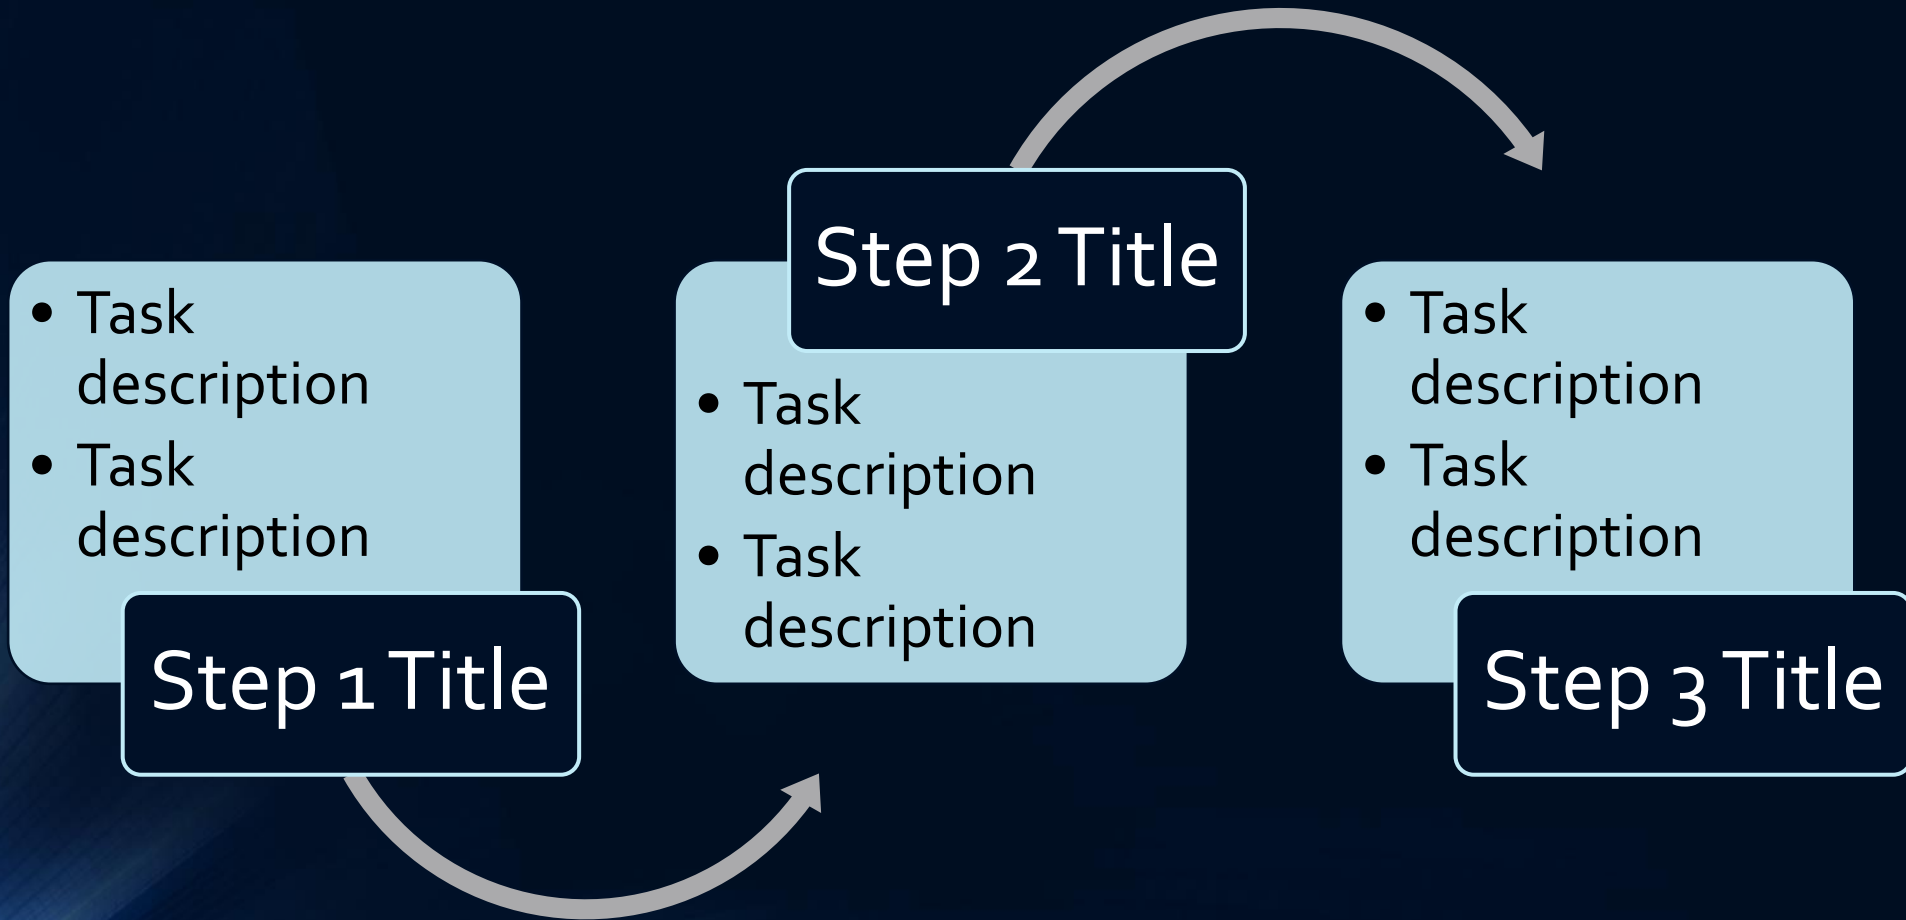 • Task
description
• Task
description
Step 1 Title
Step 2 Title
• Task
description
• Task
description
• Task
description
• Task
description
Step 3 Title